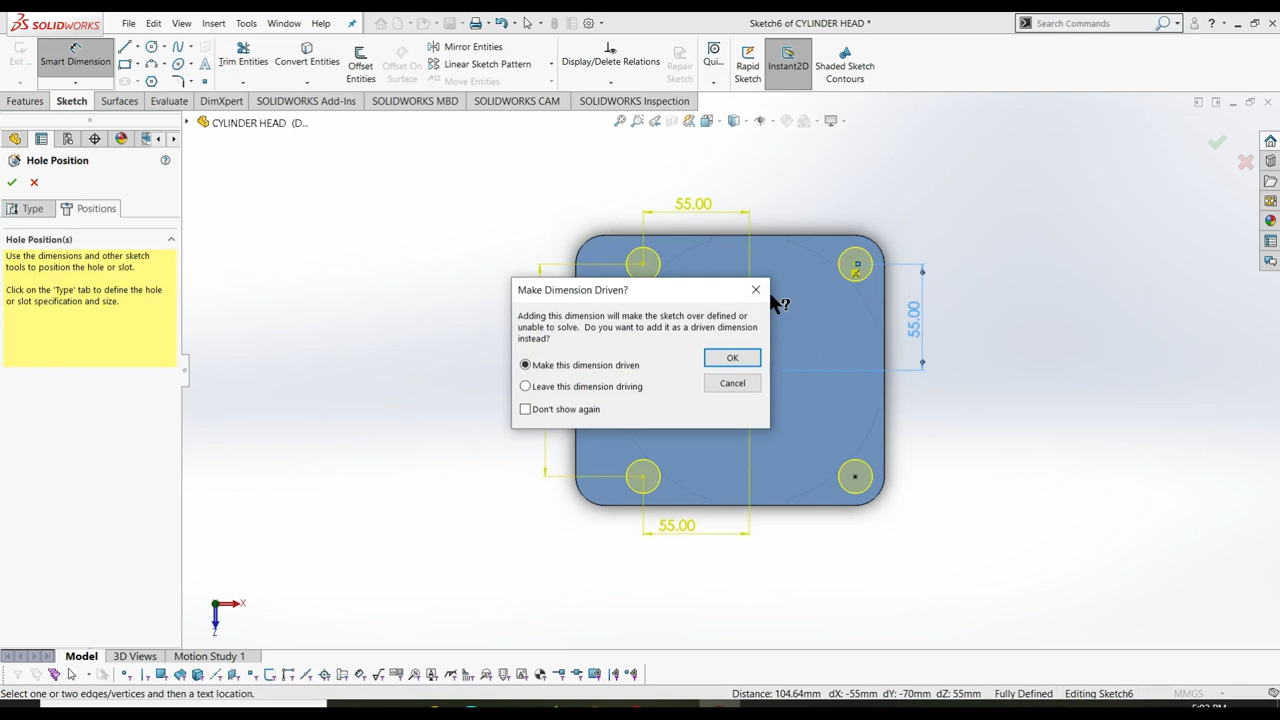 SOLIDWORKS
File
Edit
View
Insert
Tools
Window
Help
Sketch6 of CYLINDER HEAD *
Search Commands
Exit ...
Smart Dimension
Trim Entities
Convert Entities
Offset
Entities
Offset On
Surface
Mirror Entities
Linear Sketch Pattern
Move Entities
Display/Delete Relations
Repair
Sketch
Qui...
Rapid
Sketch
Instant2D
Shaded Sketch
Contours
Features
Sketch
Surfaces
Evaluate
DimXpert
SOLIDWORKS Add-Ins
SOLIDWORKS MBD
SOLIDWORKS CAM
SOLIDWORKS Inspection
CYLINDER HEAD (D...
Hole Position
Type
Positions
Hole Position(s)
Use the dimensions and other sketch
tools to position the hole or slot.
Click on the 'Type' tab to define the hole
or slot specification and size.
55.00
Make Dimension Driven?
Adding this dimension will make the sketch over defined or
unable to solve. Do you want to add it as a driven dimension
instead?
Make this dimension driven
OK
Leave this dimension driving
Cancel
Don't show again
55.00
55.00
X
Z
Model
3D Views
Motion Study 1
Select one or two edges/vertices and then a text location.
Distance: 104.64mm
dX: -55mm
dY: -70mm
dZ: 55mm
Fully Defined
Editing Sketch6
MMGS